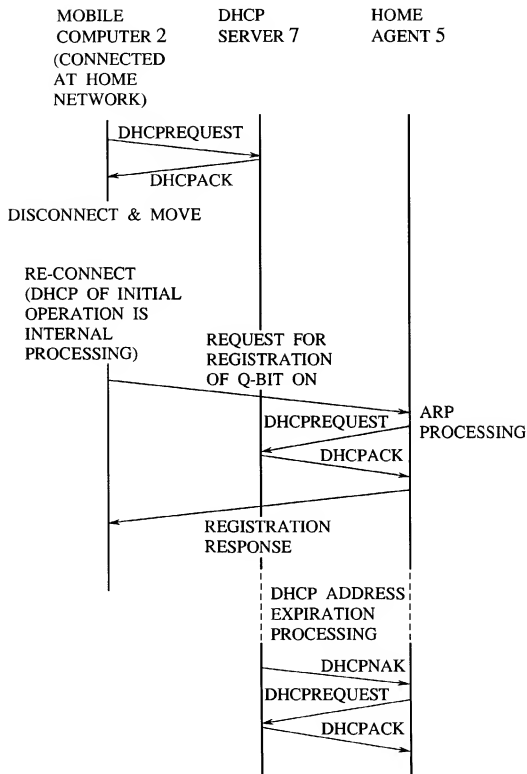 MOBILE
COMPUTER 2
(CONNECTED
AT HOME
NETWORK)
DHCP
SERVER 7
HOME
AGENT 5
DHCPREQUEST
DHCPACK
DISCONNECT & MOVE
RE-CONNECT
(DHCP OF INITIAL
OPERATION IS
INTERNAL
PROCESSING)
REQUEST FOR
REGISTRATION
OF Q-BIT ON
ARP
PROCESSING
DHCPREQUEST
DHCPACK
REGISTRATION
RESPONSE
DHCP ADDRESS
EXPIRATION
PROCESSING
DHCPNAK
DHCPREQUEST
DHCPACK